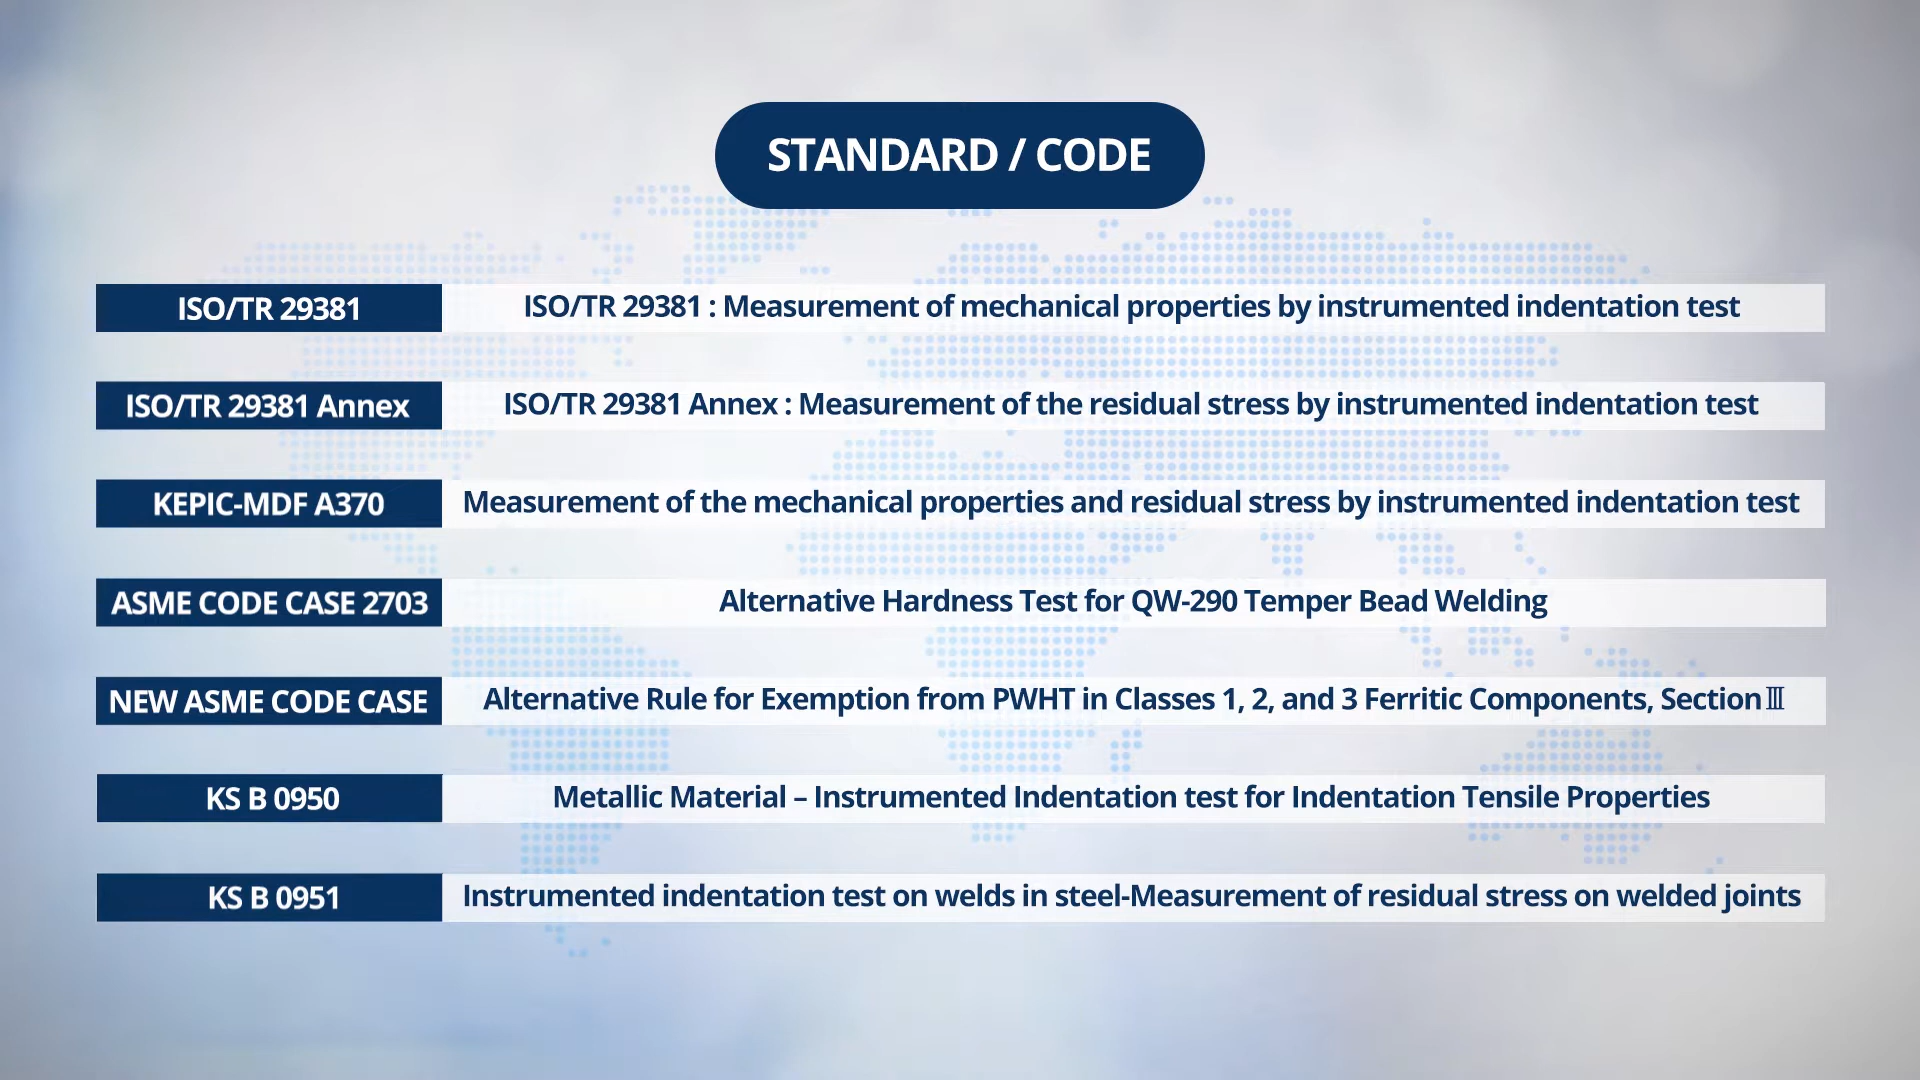 STANDARD / CODE
ISO/TR 29381
ISO/TR 29381 : Measurement of mechanical properties by instrumented indentation test
ISO/TR 29381 Annex
ISO/TR 29381 Annex : Measurement of the residual stress by instrumented indentation test
KEPIC-MDF A370
Measurement of the mechanical properties and residual stress by instrumented indentation test
ASME CODE CASE 2703
Alternative Hardness Test for QW-290 Temper Bead Welding
NEW ASME CODE CASE
Alternative Rule for Exemption from PWHT in Classes 1, 2, and 3 Ferritic Components, Section Ⅲ
KS B 0950
Metallic Material – Instrumented Indentation test for Indentation Tensile Properties
KS B 0951
Instrumented indentation test on welds in steel-Measurement of residual stress on welded joints